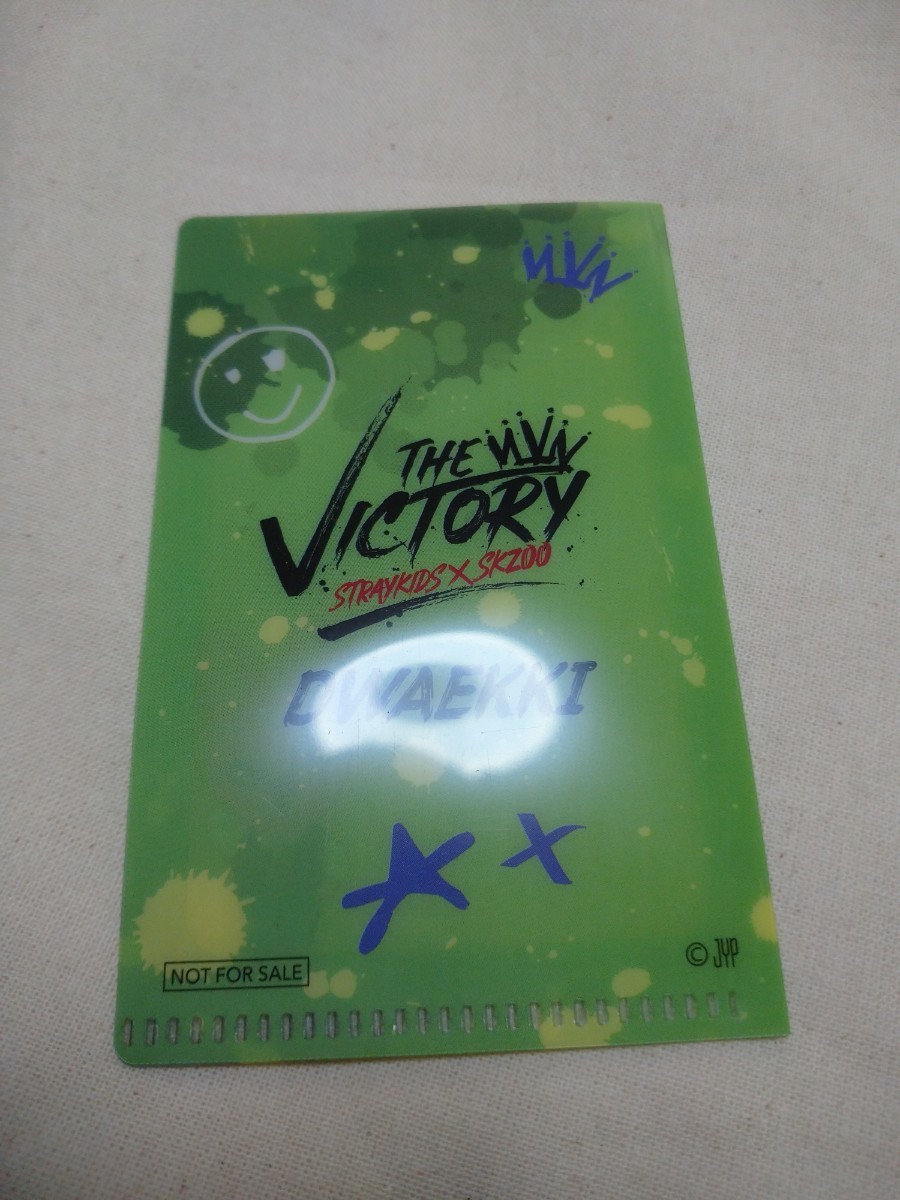 THE
VICTORY
STRAYKIDS X SKZOO
DWAEKKI
NOT FOR SALE
© JYP